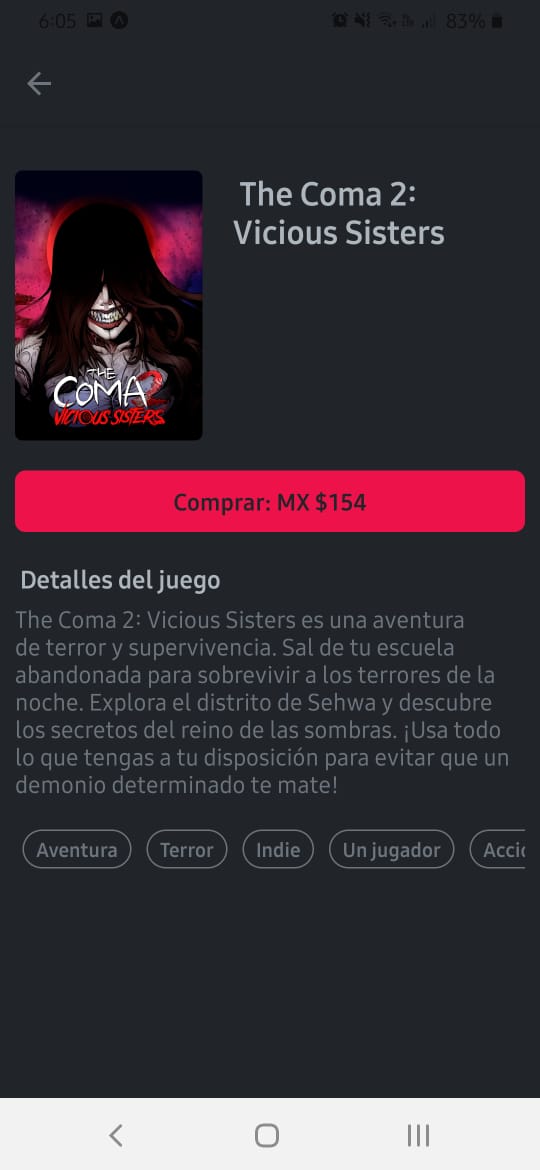 6:05
83%
The Coma 2:
Vicious Sisters
THE
COMA 2
VICIOUS SISTERS
Comprar: MX $154
Detalles del juego
The Coma 2: Vicious Sisters es una aventura
de terror y supervivencia. Sal de tu escuela
abandonada para sobrevivir a los terrores de la
noche. Explora el distrito de Sehwa y descubre
los secretos del reino de las sombras. ¡Usa todo
lo que tengas a tu disposición para evitar que un
demonio determinado te mate!
Aventura Terror Indie Un jugador Accio